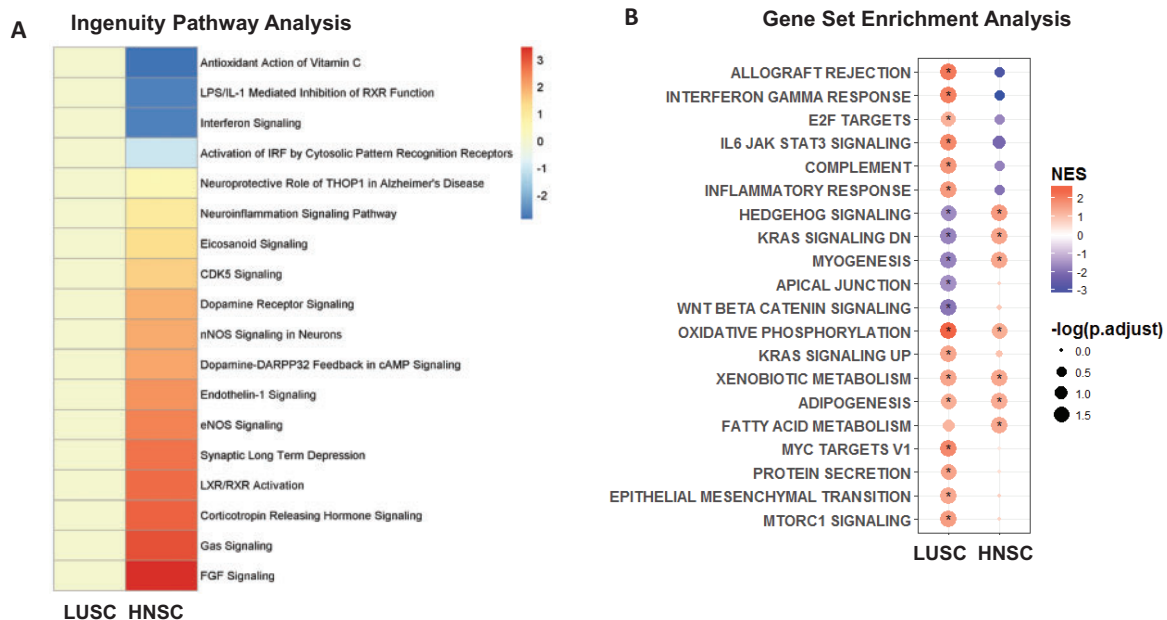 A
Ingenuity Pathway Analysis
Antioxidant Action of Vitamin C
LPS/IL-1 Mediated Inhibition of RXR Function
Interferon Signaling
Activation of IRF by Cytosolic Pattern Recognition Receptors
Neuroprotective Role of THOP1 in Alzheimer's Disease
Neuroinflammation Signaling Pathway
Eicosanoid Signaling
CDK5 Signaling
Dopamine Receptor Signaling
nNOS Signaling in Neurons
Dopamine-DARPP32 Feedback in cAMP Signaling
Endothelin-1 Signaling
eNOS Signaling
Synaptic Long Term Depression
LXR/RXR Activation
Corticotropin Releasing Hormone Signaling
Gas Signaling
FGF Signaling
LUSC HNSC
3
2
1
0
-1
-2
B
Gene Set Enrichment Analysis
ALLOGRAFT REJECTION * 
INTERFERON GAMMA RESPONSE *
E2F TARGETS *
IL6 JAK STAT3 SIGNALING *
COMPLEMENT *
INFLAMMATORY RESPONSE *
HEDGEHOG SIGNALING * *
KRAS SIGNALING DN * *
MYOGENESIS * *
APICAL JUNCTION *
WNT BETA CATENIN SIGNALING *
OXIDATIVE PHOSPHORYLATION * *
KRAS SIGNALING UP *
XENOBIOTIC METABOLISM * *
ADIPOGENESIS * *
FATTY ACID METABOLISM *
MYC TARGETS V1 *
PROTEIN SECRETION *
EPITHELIAL MESENCHYMAL TRANSITION *
MTORC1 SIGNALING *
LUSC HNSC
NES
2
1
0
-1
-2
-3
-log(p.adjust)
0.0
0.5
1.0
1.5